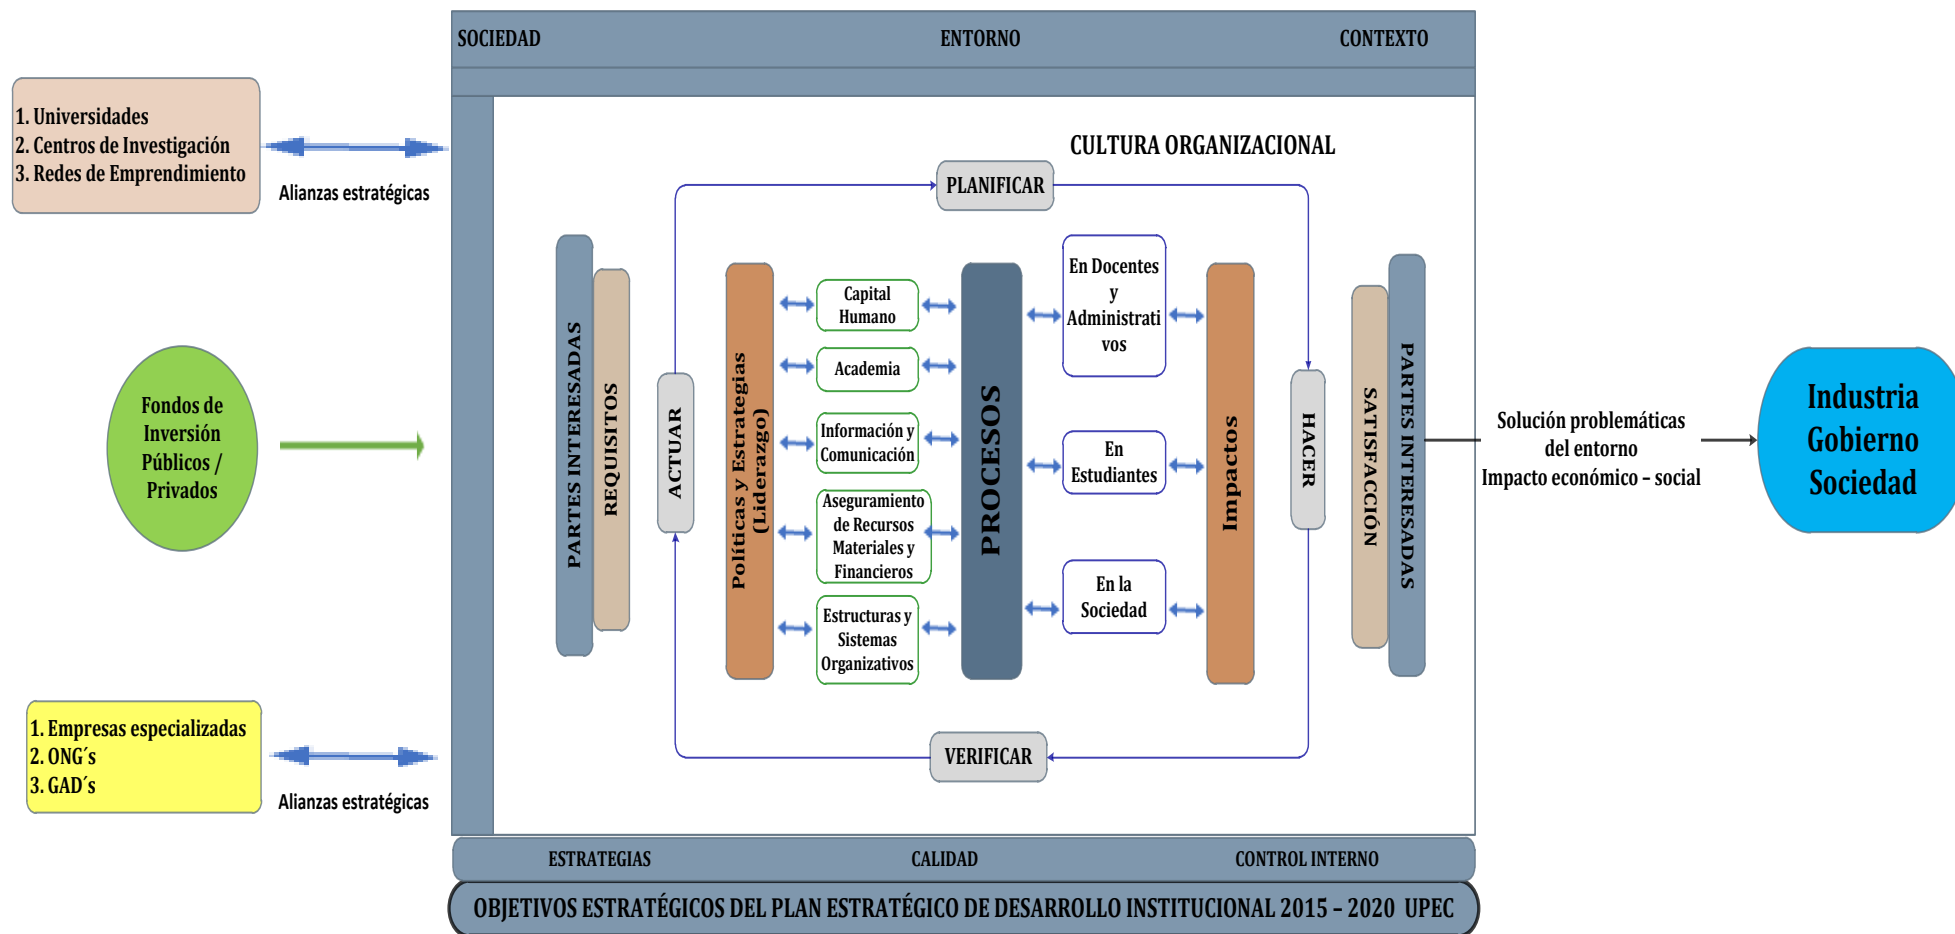 SOCIEDAD
ENTORNO
CONTEXTO
1. Universidades
2. Centros de Investigación
3. Redes de Emprendimiento
Alianzas estratégicas
Fondos de
Inversión
Públicos /
Privados
1. Empresas especializadas
2. ONG´s
3. GAD´s
Alianzas estratégicas
CULTURA ORGANIZACIONAL
PLANIFICAR
PARTES INTERESADAS
REQUISITOS
ACTUAR
Políticas y Estrategias
(Liderazgo)
Capital
Humano
Academia
Información y
Comunicación
Aseguramiento
de Recursos
Materiales y
Financieros
Estructuras y
Sistemas
Organizativos
PROCESOS
En Docentes
y
Administrati
vos
En
Estudiantes
En la
Sociedad
Impactos
HACER
SATISFACCIÓN
PARTES INTERESADAS
VERIFICAR
Solución problemáticas
del entorno
Impacto económico – social
Industria
Gobierno
Sociedad
ESTRATEGIAS
CALIDAD
CONTROL INTERNO
OBJETIVOS ESTRATÉGICOS DEL PLAN ESTRATÉGICO DE DESARROLLO INSTITUCIONAL 2015 – 2020 UPEC